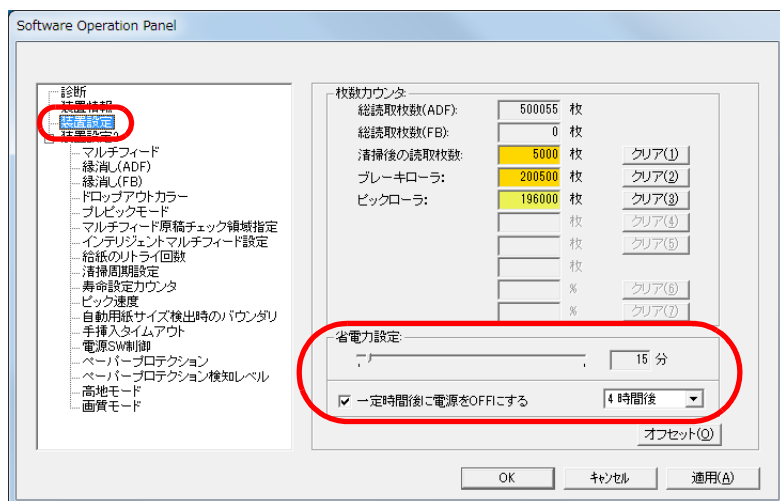 Software Operation Panel
診断
装置情報
装置設定
装置設定2
マルチフィード
縁消し(ADF)
縁消し(FB)
ドロップアウトカラー
プレピックモード
マルチフィード原稿チェック領域指定
インテリジェントマルチフィード設定
給紙のリトライ回数
清掃周期設定
寿命設定カウンタ
ピック速度
自動用紙サイズ検出時のバウンダリ
手挿入タイムアウト
電源SW制御
ペーパープロテクション
ペーパープロテクション検知レベル
高地モード
画質モード
枚数カウンタ
総読取枚数(ADF): 500055 枚
総読取枚数(FB): 0 枚
清掃後の読取枚数: 5000 枚 クリア(1)
ブレーキローラ: 200500 枚 クリア(2)
ピックローラ: 196000 枚 クリア(3)
枚 クリア(4)
枚 クリア(5)
枚
% クリア(6)
% クリア(7)
省電力設定:
15 分
一定時間後に電源をOFFにする 4 時間後
オフセット(O)
OK キャンセル 適用(A)